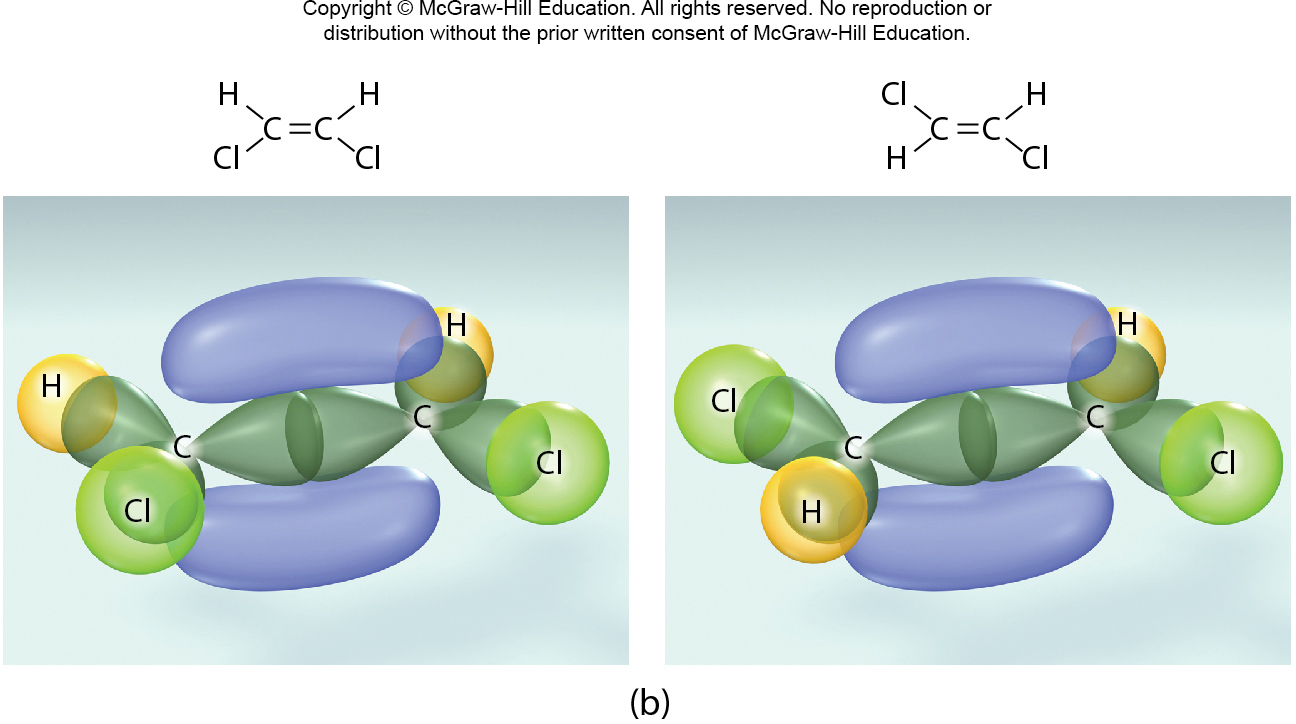 Copyright © McGraw-Hill Education. All rights reserved. No reproduction or
distribution without the prior written consent of McGraw-Hill Education.
H H
C=C
Cl Cl
Cl H
C=C
H Cl
H
H
C
C
Cl
Cl
H
Cl
C
C
Cl
H
(b)